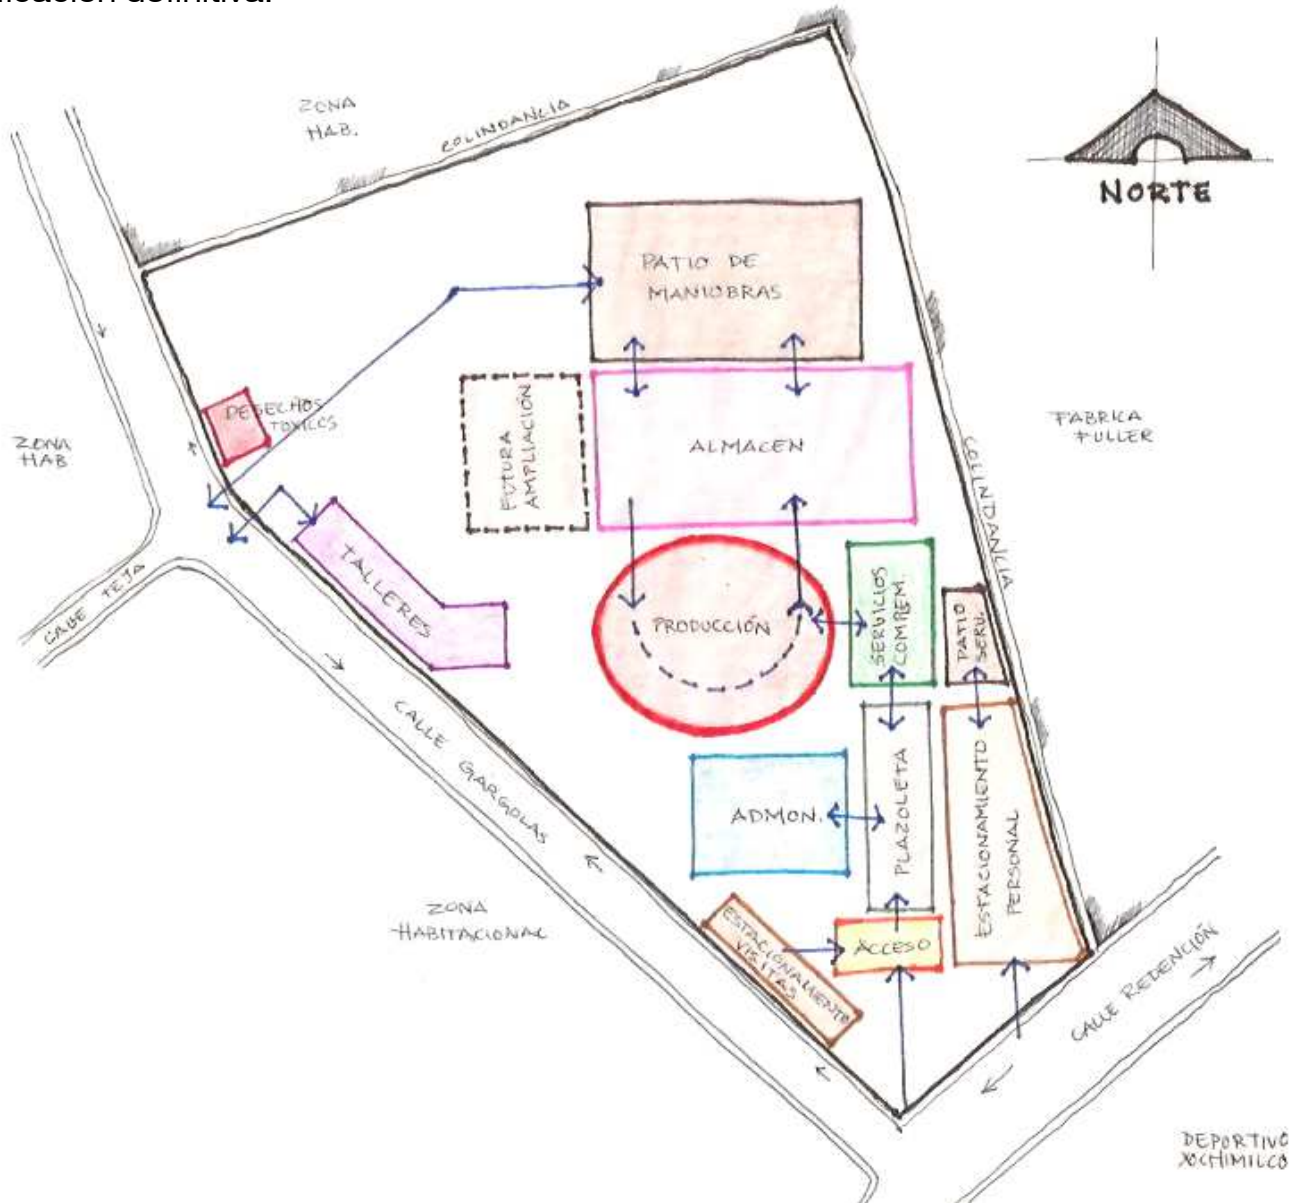 ZONA
HAB.
COLINDANCIA
NORTE
PATIO DE
MANIOBRAS
DESECHOS
TOXICOS
ZONA
HAB
FUTURA
AMPLIACIÓN
ALMACEN
FABRICA
FULLER
COLINDANCIA
TALLERES
CALLE TEJA
PRODUCCIÓN
SERVICIOS
COMPLEM.
PATIO
SERV.
CALLE GARGOLAS
ADMON.
PLAZOLETA
ESTACIONAMIENTO
PERSONAL
ZONA
HABITACIONAL
ESTACIONAMIENTO
VISITAS
ACCESO
CALLE REDENCIÓN
DEPORTIVO
XOCHIMILCO